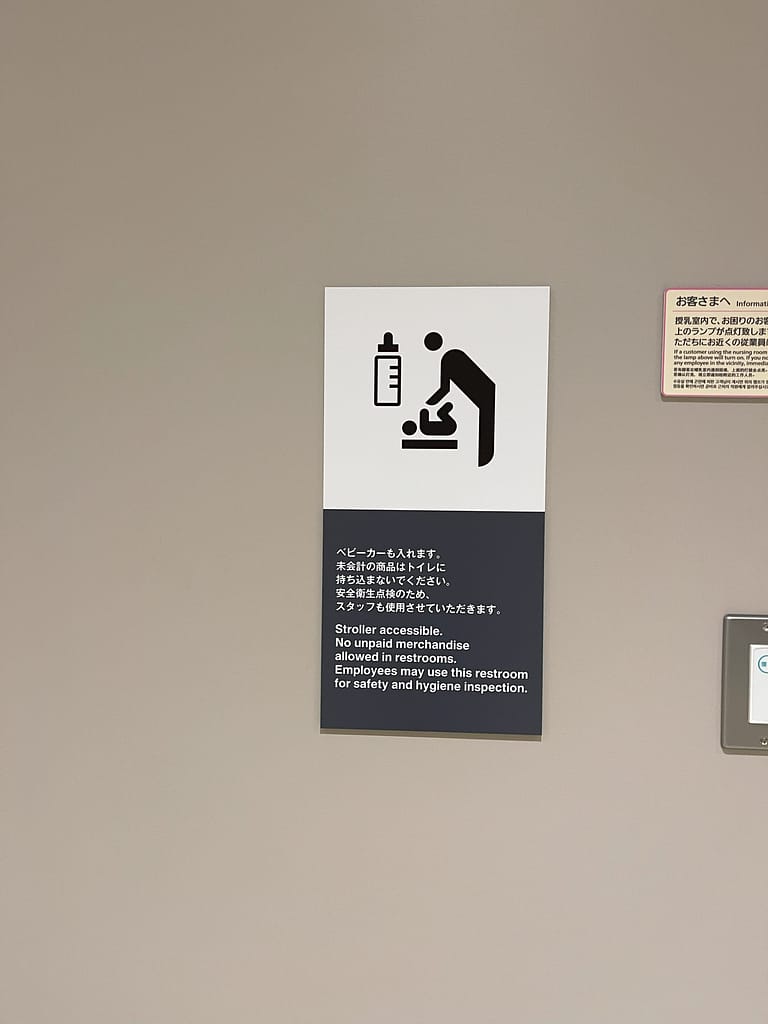 ベビーカーも入れます。
未会計の商品はトイレに
持ち込まないでください。
安全衛生点検のため、
スタッフも使用させていただきます。
Stroller accessible.
No unpaid merchandise
allowed in restrooms.
Employees may use this restroom
for safety and hygiene inspection.
お客さまへ
授乳室内で、お困りのお
上のランプが点灯致しま
ただちにお近くの従業員
If a customer using the nursing room
the lamp above will turn on. If you
any employee in the vicinity,